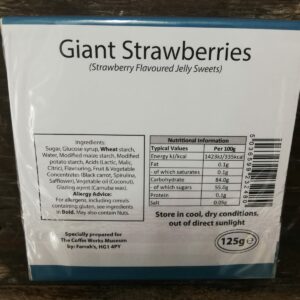 Giant Strawberries
(Strawberry Flavoured Jelly Sweets)
Ingredients:
Sugar, Glucose syrup, Wheat starch,
Water, Modified maize starch, Modified
potato starch, Acids (Lactic, Malic,
Citric), Flavouring, Fruit & Vegetable
Concentrates (Black carrot, Spirulina,
Safflower), Vegetable oil (Coconut),
Glazing agent (Carnuba wax).
Allergy Advice:
For allergens, including cereals
containing gluten, see ingredients
in Bold. May also contain Nuts.
Nutritional Information
Typical Values Per 100g
Energy kJ/kcal 1423kJ/335kcal
Fat 0.1g
- of which saturates 0.1g
Carbohydrate 84.0g
- of which sugars 55.0g
Protein 0.1g
Salt 0.05g
Store in cool, dry conditions.
out of direct sunlight
Specially prepared for
The Coffin Works Museum
by: Farrah's, HG1 4PY
125g e